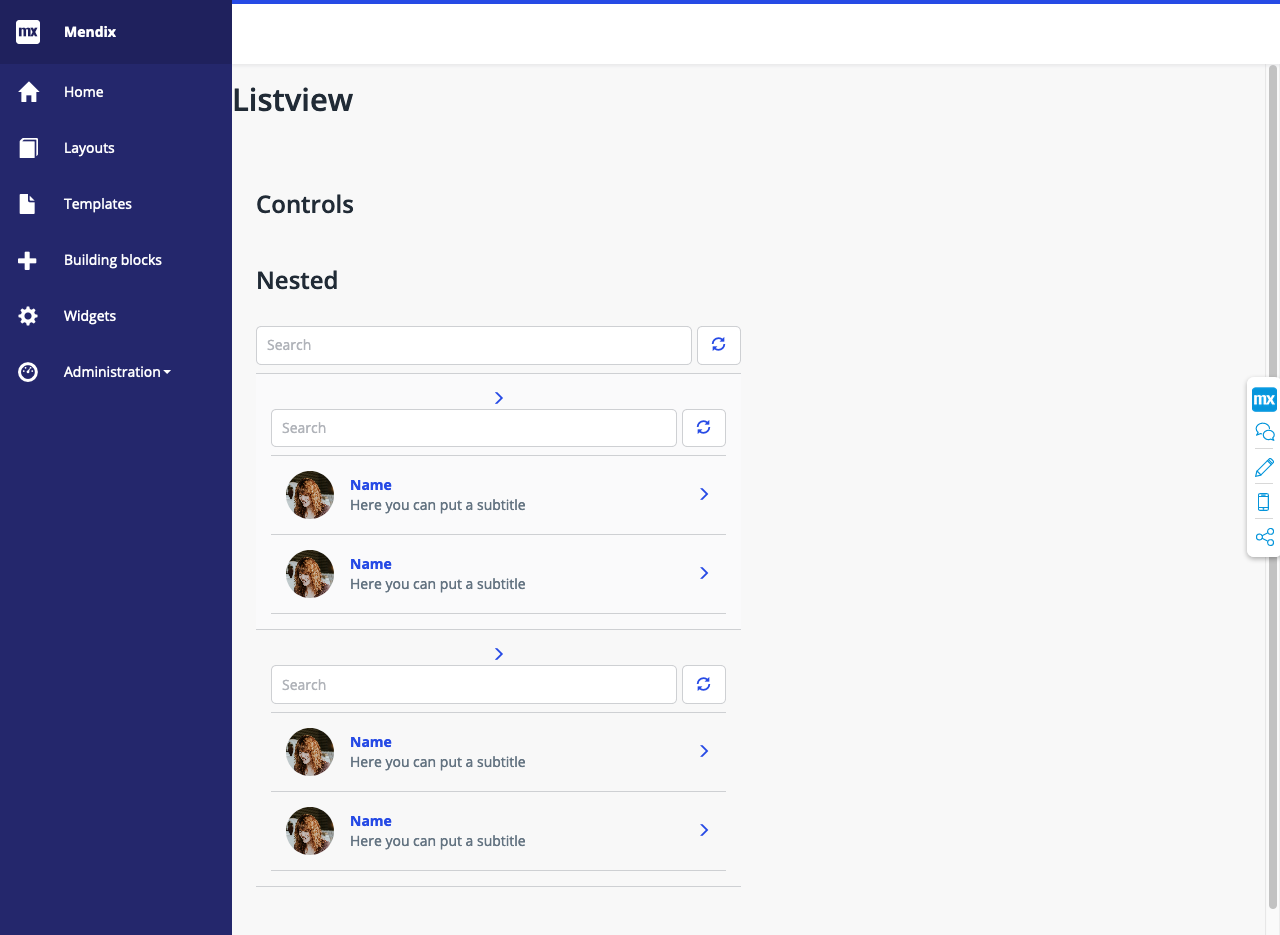 mx Mendix
Home
Layouts
Templates
Building blocks
Widgets
Administration
Listview
Controls
Nested
Search
Search
Name
Here you can put a subtitle
Name
Here you can put a subtitle
Search
Name
Here you can put a subtitle
Name
Here you can put a subtitle
mx